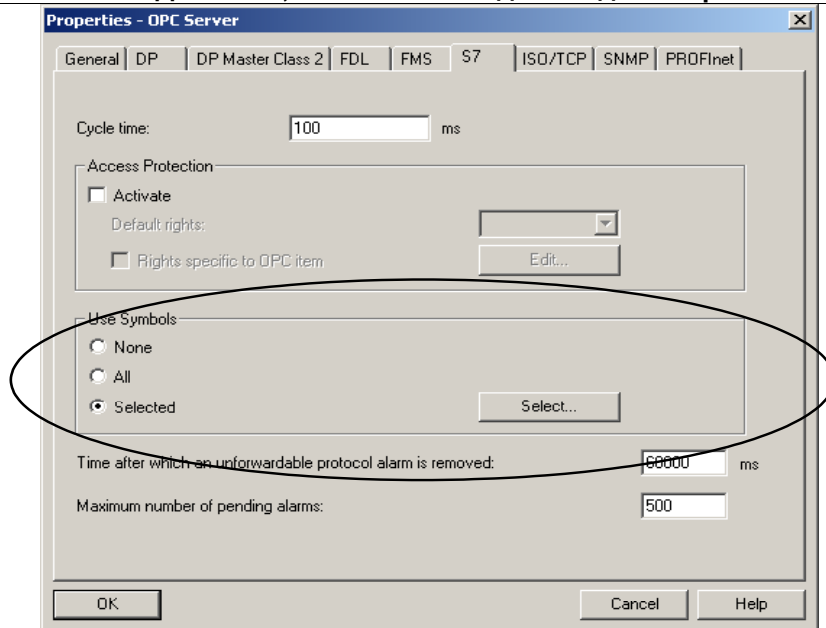 Properties - OPC Server
General DP DP Master Class 2 FDL FMS S7 ISO/TCP SNMP PROFInet
Cycle time: 100 ms
Access Protection
Activate
Default rights:
Rights specific to OPC item Edit...
Use Symbols
None
All
Selected Select...
Time after which an unforwardable protocol alarm is removed: 60000 ms
Maximum number of pending alarms: 500
OK Cancel Help